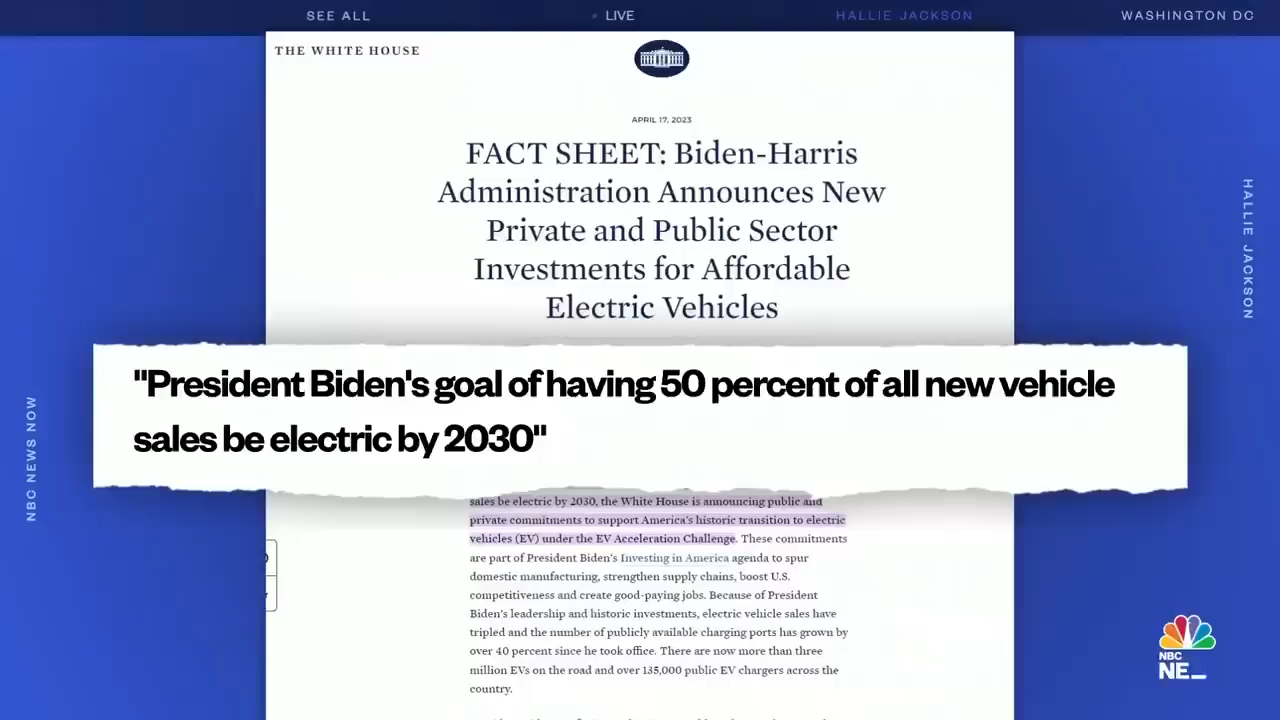 SEE ALL
LIVE
HALLIE JACKSON
WASHINGTON DC
THE WHITE HOUSE
APRIL 17, 2023
FACT SHEET: Biden-Harris
Administration Announces New
Private and Public Sector
Investments for Affordable
Electric Vehicles
HALLIE JACKSON
"President Biden's goal of having 50 percent of all new vehicle
sales be electric by 2030"
NBC NEWS NOW
sales be electric by 2030, the White House is announcing public and
private commitments to support America's historic transition to electric
vehicles (EV) under the EV Acceleration Challenge. These commitments
are part of President Biden's Investing in America agenda to spur
domestic manufacturing, strengthen supply chains, boost U.S.
competitiveness and create good-paying jobs. Because of President
Biden's leadership and historic investments, electric vehicle sales have
tripled and the number of publicly available charging ports has grown by
over 40 percent since he took office. There are now more than three
million EVs on the road and over 135,000 public EV chargers across the
country.
NBC
NE_